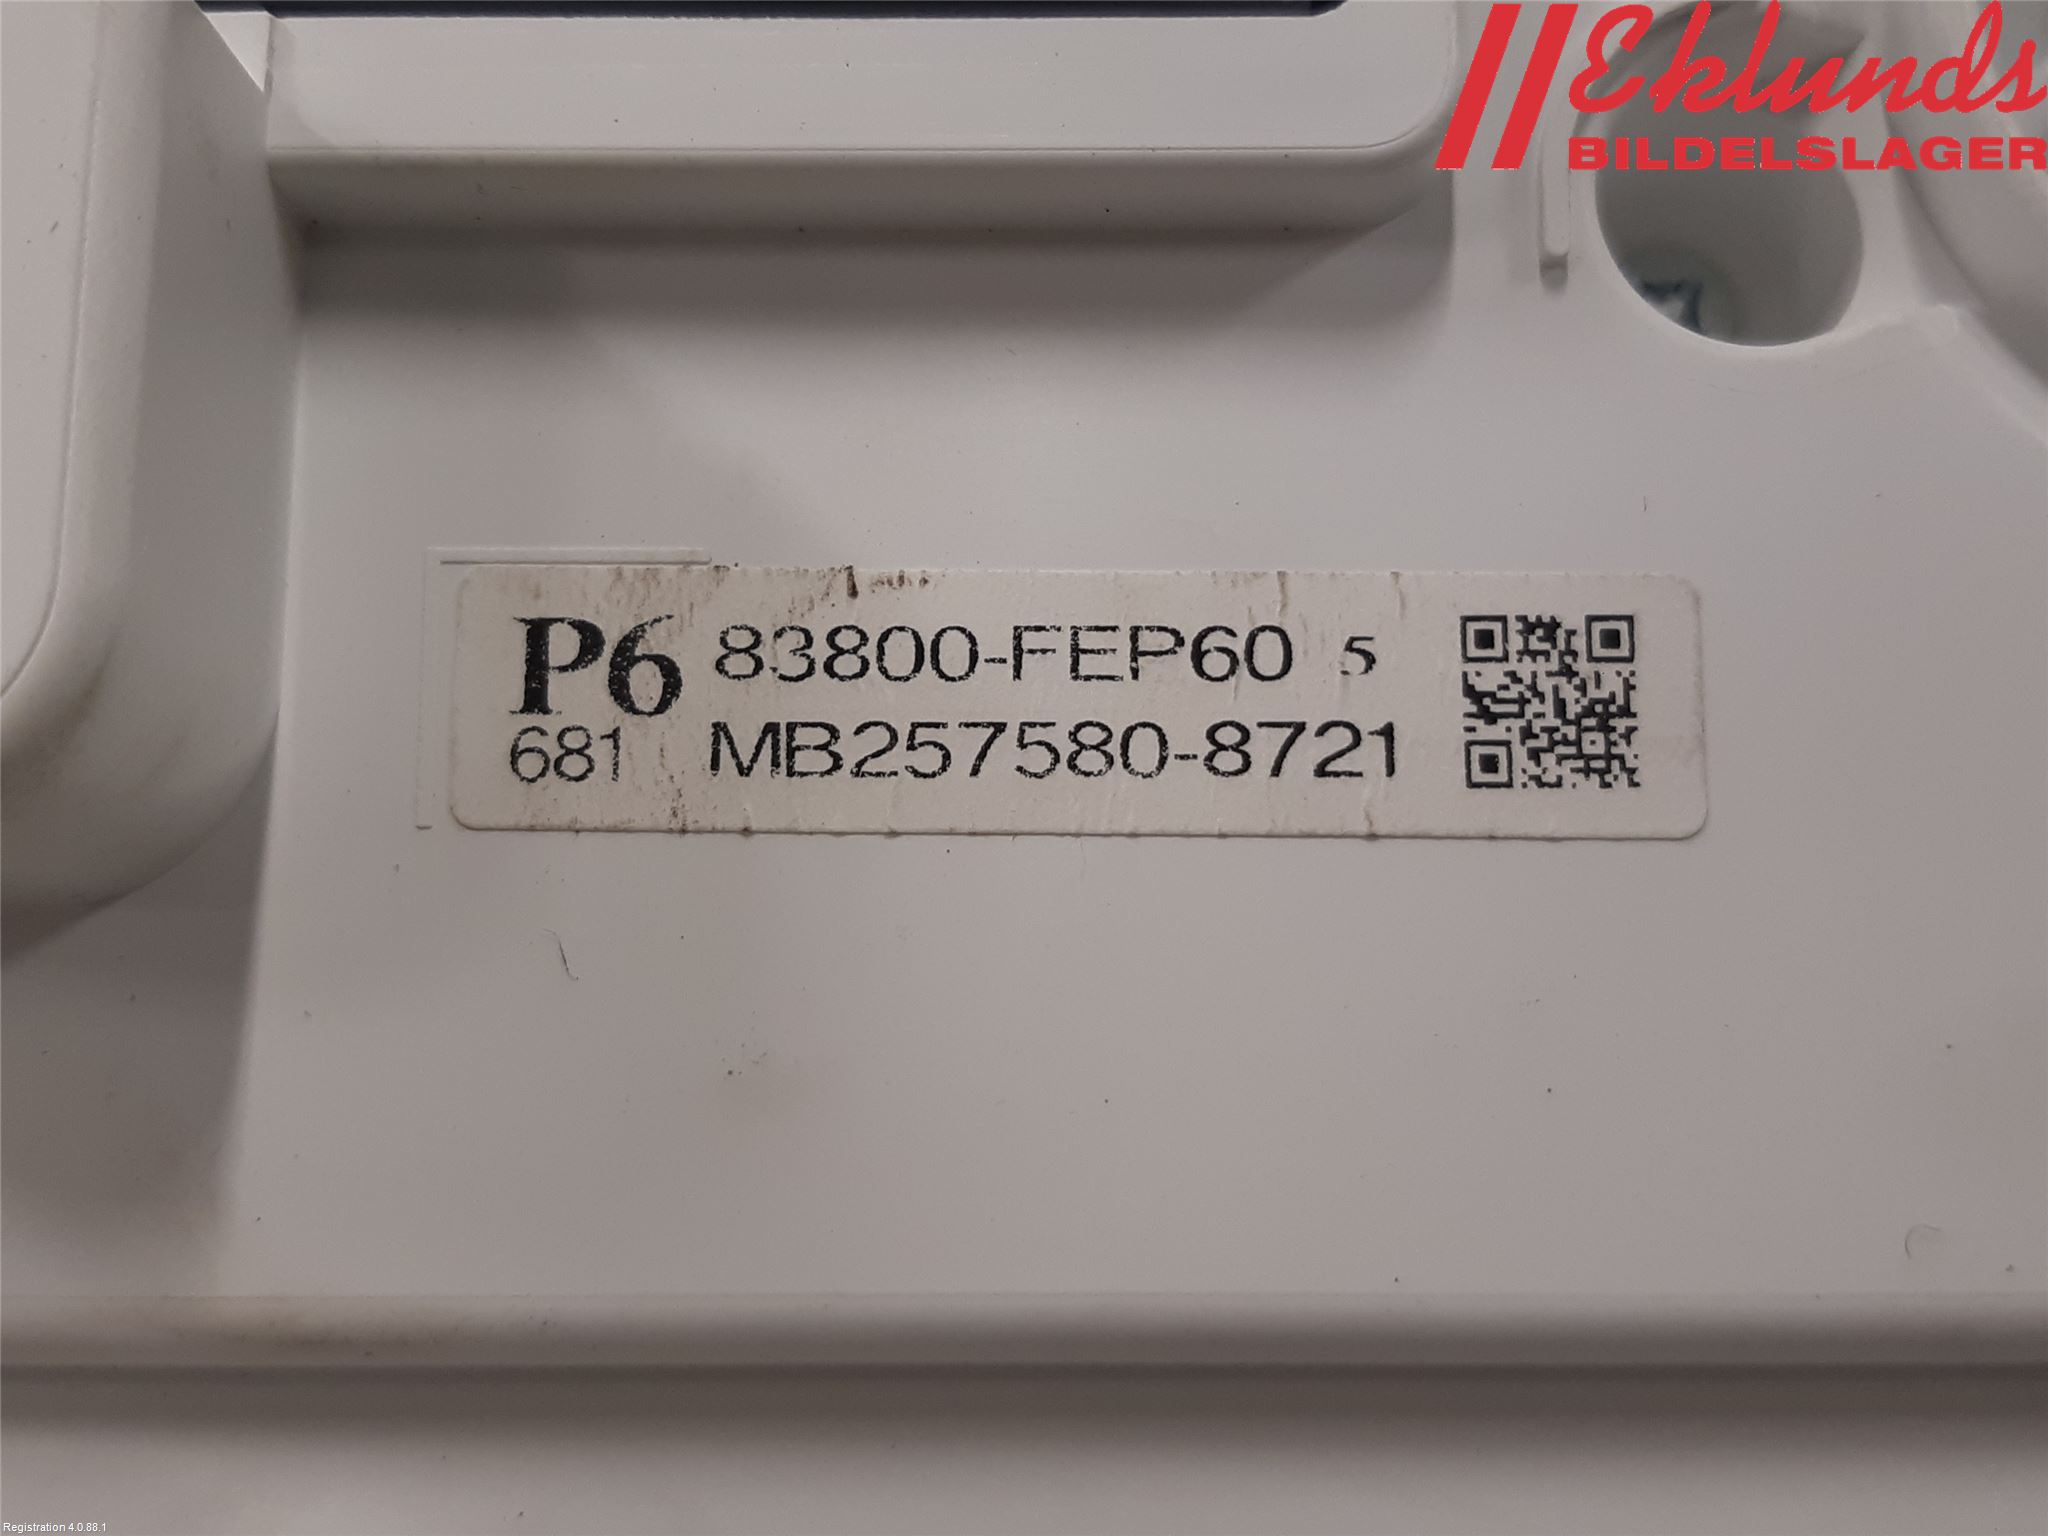 Eklunds
BILDELSLAGER
P6 83800-FEP60 5
681 MB257580-8721
Registration 4.0.88.1